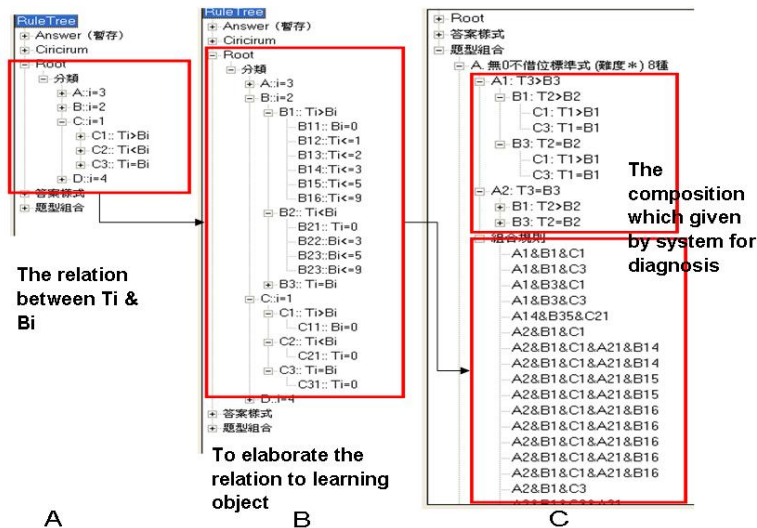 RuleTree
Answer (暫存)
Ciricirum
Root
分類
A::i=3
B::i=2
C::i=1
C1:: Ti>Bi
C2:: Ti<Bi
C3:: Ti=Bi
D::i=4
答案樣式
題型組合
The relation
between Ti &
Bi
A
RuleTree
Answer (暫存)
Ciricirum
Root
分類
A::i=3
B::i=2
B1:: Ti>Bi
B11:: Bi=0
B12::Ti<=1
B13::Ti<=2
B14:: Ti<=3
B15:: Ti<=5
B16:: Ti<=9
B2:: Ti<Bi
B21:: Ti=0
B22:: Bi<=3
B23::Bi<=5
B23::Bi<=9
B3:: Ti=Bi
C::i=1
C1:: Ti>Bi
C11:: Bi=0
C2:: Ti<Bi
C21:: Ti=0
C3:: Ti=Bi
C31:: Ti=0
D::i=4
答案樣式
題型組合
To elaborate the
relation to learning
object
B
Root
答案樣式
題型組合
A. 無0不借位標準式 (難度*) 8種
A1: T3>B3
B1: T2>B2
C1: T1>B1
C3: T1=B1
B3: T2=B2
C1: T1>B1
C3: T1=B1
A2: T3=B3
B1: T2>B2
B3: T2=B2
The
composition
which given
by system for
diagnosis
組合規則
A1&B1&C1
A1&B1&C3
A1&B3&C1
A1&B3&C3
A14&B35&C21
A2&B1&C1
A2&B1&C1&A21&B14
A2&B1&C1&A21&B14
A2&B1&C1&A21&B15
A2&B1&C1&A21&B15
A2&B1&C1&A21&B16
A2&B1&C1&A21&B16
A2&B1&C1&A21&B16
A2&B1&C1&A21&B16
A2&B1&C3
C